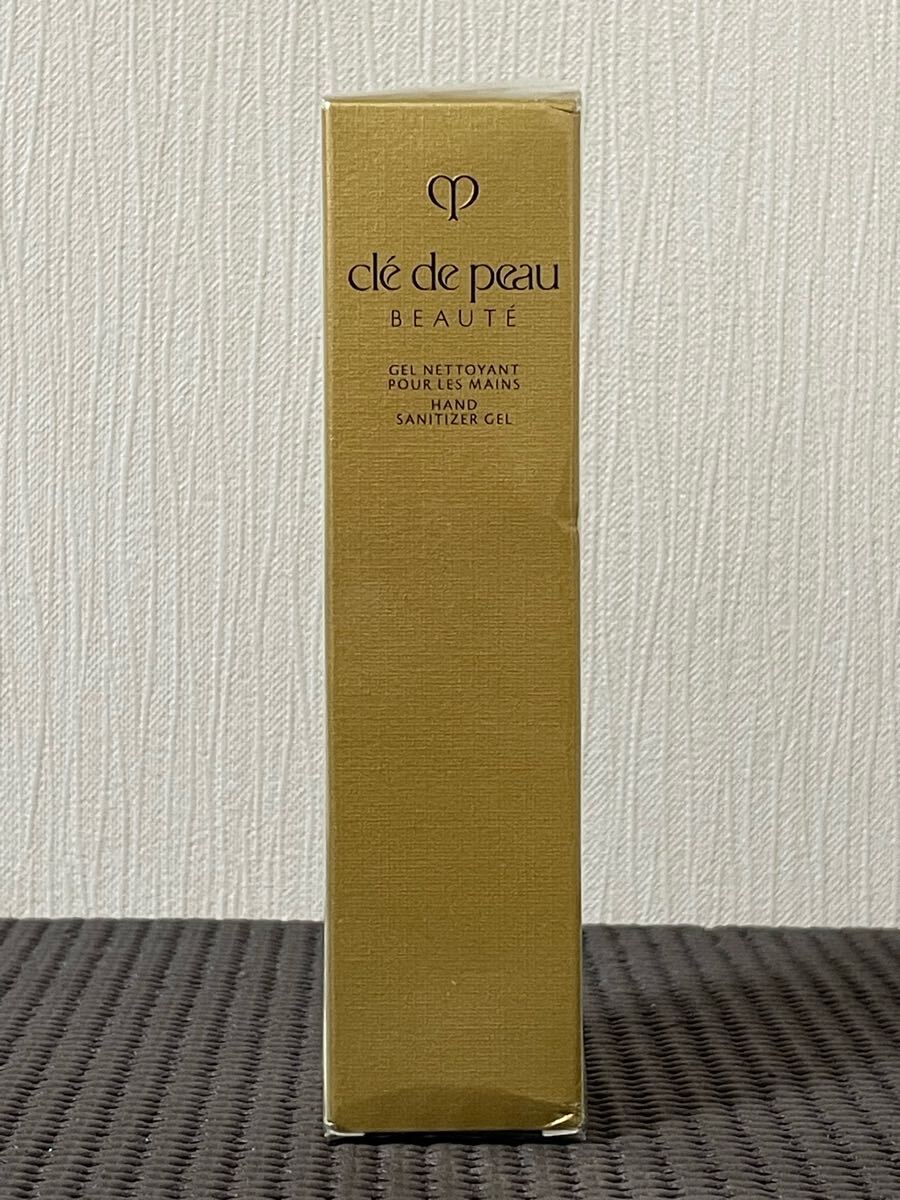 clé de peau
BEAUTÉ
GEL NETTOYANT
POUR LES MAINS
HAND
SANITIZER GEL